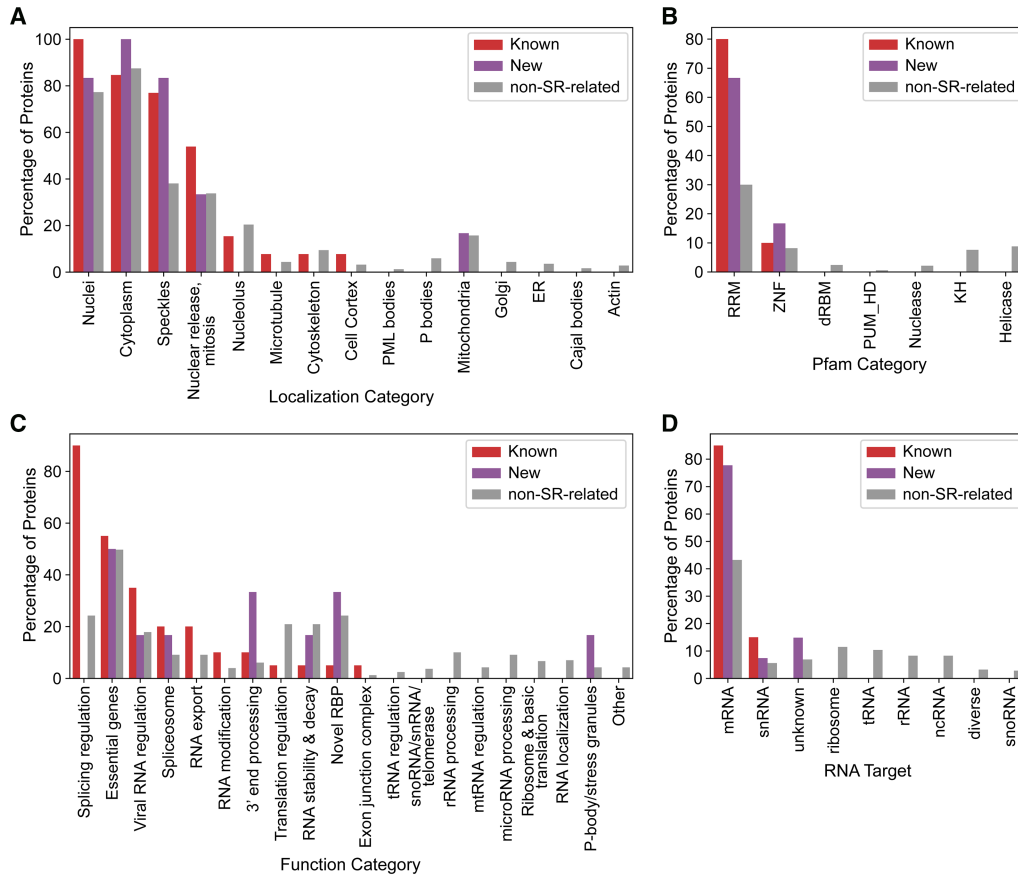 A
Percentage of Proteins
100
80
60
40
20
0
Known
New
non-SR-related
Nuclei
Cytoplasm
Speckles
Nuclear release,
mitosis
Nucleolus
Microtubule
Cytoskeleton
Cell Cortex
PML bodies
P bodies
Mitochondria
Golgi
ER
Cajal bodies
Actin
Localization Category
B
Percentage of Proteins
80
70
60
50
40
30
20
10
0
Known
New
non-SR-related
RRM
ZNF
dRBM
PUM_HD
Nuclease
KH
Helicase
Pfam Category
C
Percentage of Proteins
80
60
40
20
0
Known
New
non-SR-related
Splicing regulation
Essential genes
Viral RNA regulation
Spliceosome
RNA export
RNA modification
3' end processing
Translation regulation
RNA stability & decay
Novel RBP
Exon junction complex
tRNA regulation
snoRNA/snRNA/
telomerase
rRNA processing
mtRNA regulation
microRNA processing
Ribosome & basic
translation
RNA localization
P-body/stress granules
Other
Function Category
D
Percentage of Proteins
80
70
60
50
40
30
20
10
0
Known
New
non-SR-related
mRNA
snRNA
unknown
ribosome
tRNA
rRNA
ncRNA
diverse
snoRNA
RNA Target